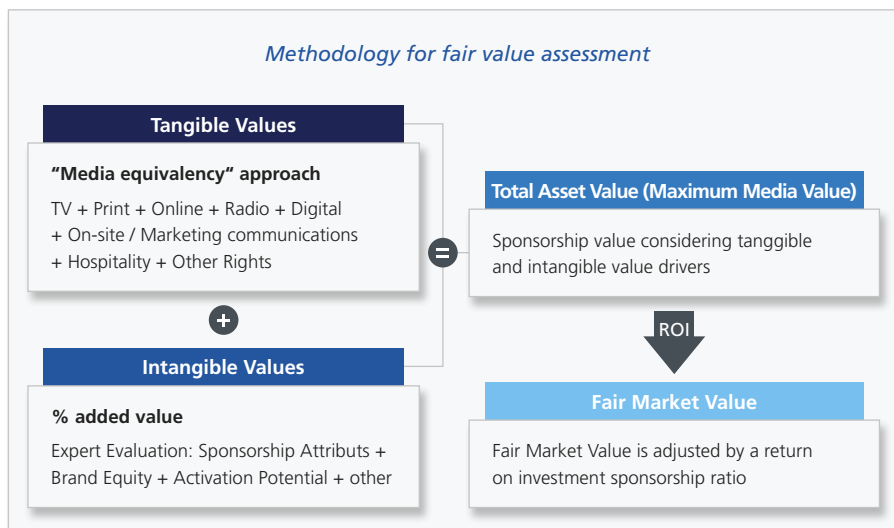 Methodology for fair value assessment
Tangible Values
“Media equivalency“ approach
TV + Print + Online + Radio + Digital
+ On-site / Marketing communications
+ Hospitality + Other Rights
+
Intangible Values
% added value
Expert Evaluation: Sponsorship Attributs +
Brand Equity + Activation Potential + other
=
Total Asset Value (Maximum Media Value)
Sponsorship value considering tanggible
and intangible value drivers
ROI
Fair Market Value
Fair Market Value is adjusted by a return
on investment sponsorship ratio